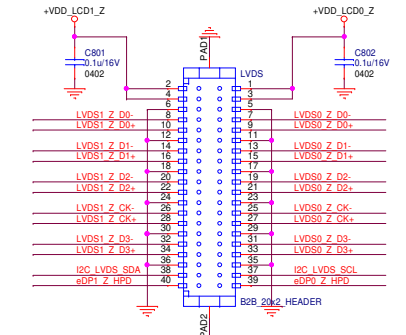 +VDD_LCD1_Z
+VDD_LCD0_Z
PAD1
C801
0.1u/16V
0402
C802
0.1u/16V
0402
LVDS
2 1
4 3
6 5
LVDS1_Z_D0- 8 7 LVDS0_Z_D0-
LVDS1_Z_D0+ 10 9 LVDS0_Z_D0+
12 11
LVDS1_Z_D1- 14 13 LVDS0_Z_D1-
LVDS1_Z_D1+ 16 15 LVDS0_Z_D1+
18 17
LVDS1_Z_D2- 20 19 LVDS0_Z_D2-
LVDS1_Z_D2+ 22 21 LVDS0_Z_D2+
24 23
LVDS1_Z_CK- 26 25 LVDS0_Z_CK-
LVDS1_Z_CK+ 28 27 LVDS0_Z_CK+
30 29
LVDS1_Z_D3- 32 31 LVDS0_Z_D3-
LVDS1_Z_D3+ 34 33 LVDS0_Z_D3+
36 35
I2C_LVDS_SDA 38 37 I2C_LVDS_SCL
eDP1_Z_HPD 40 39 eDP0_Z_HPD
B2B_20x2_HEADER
PAD2